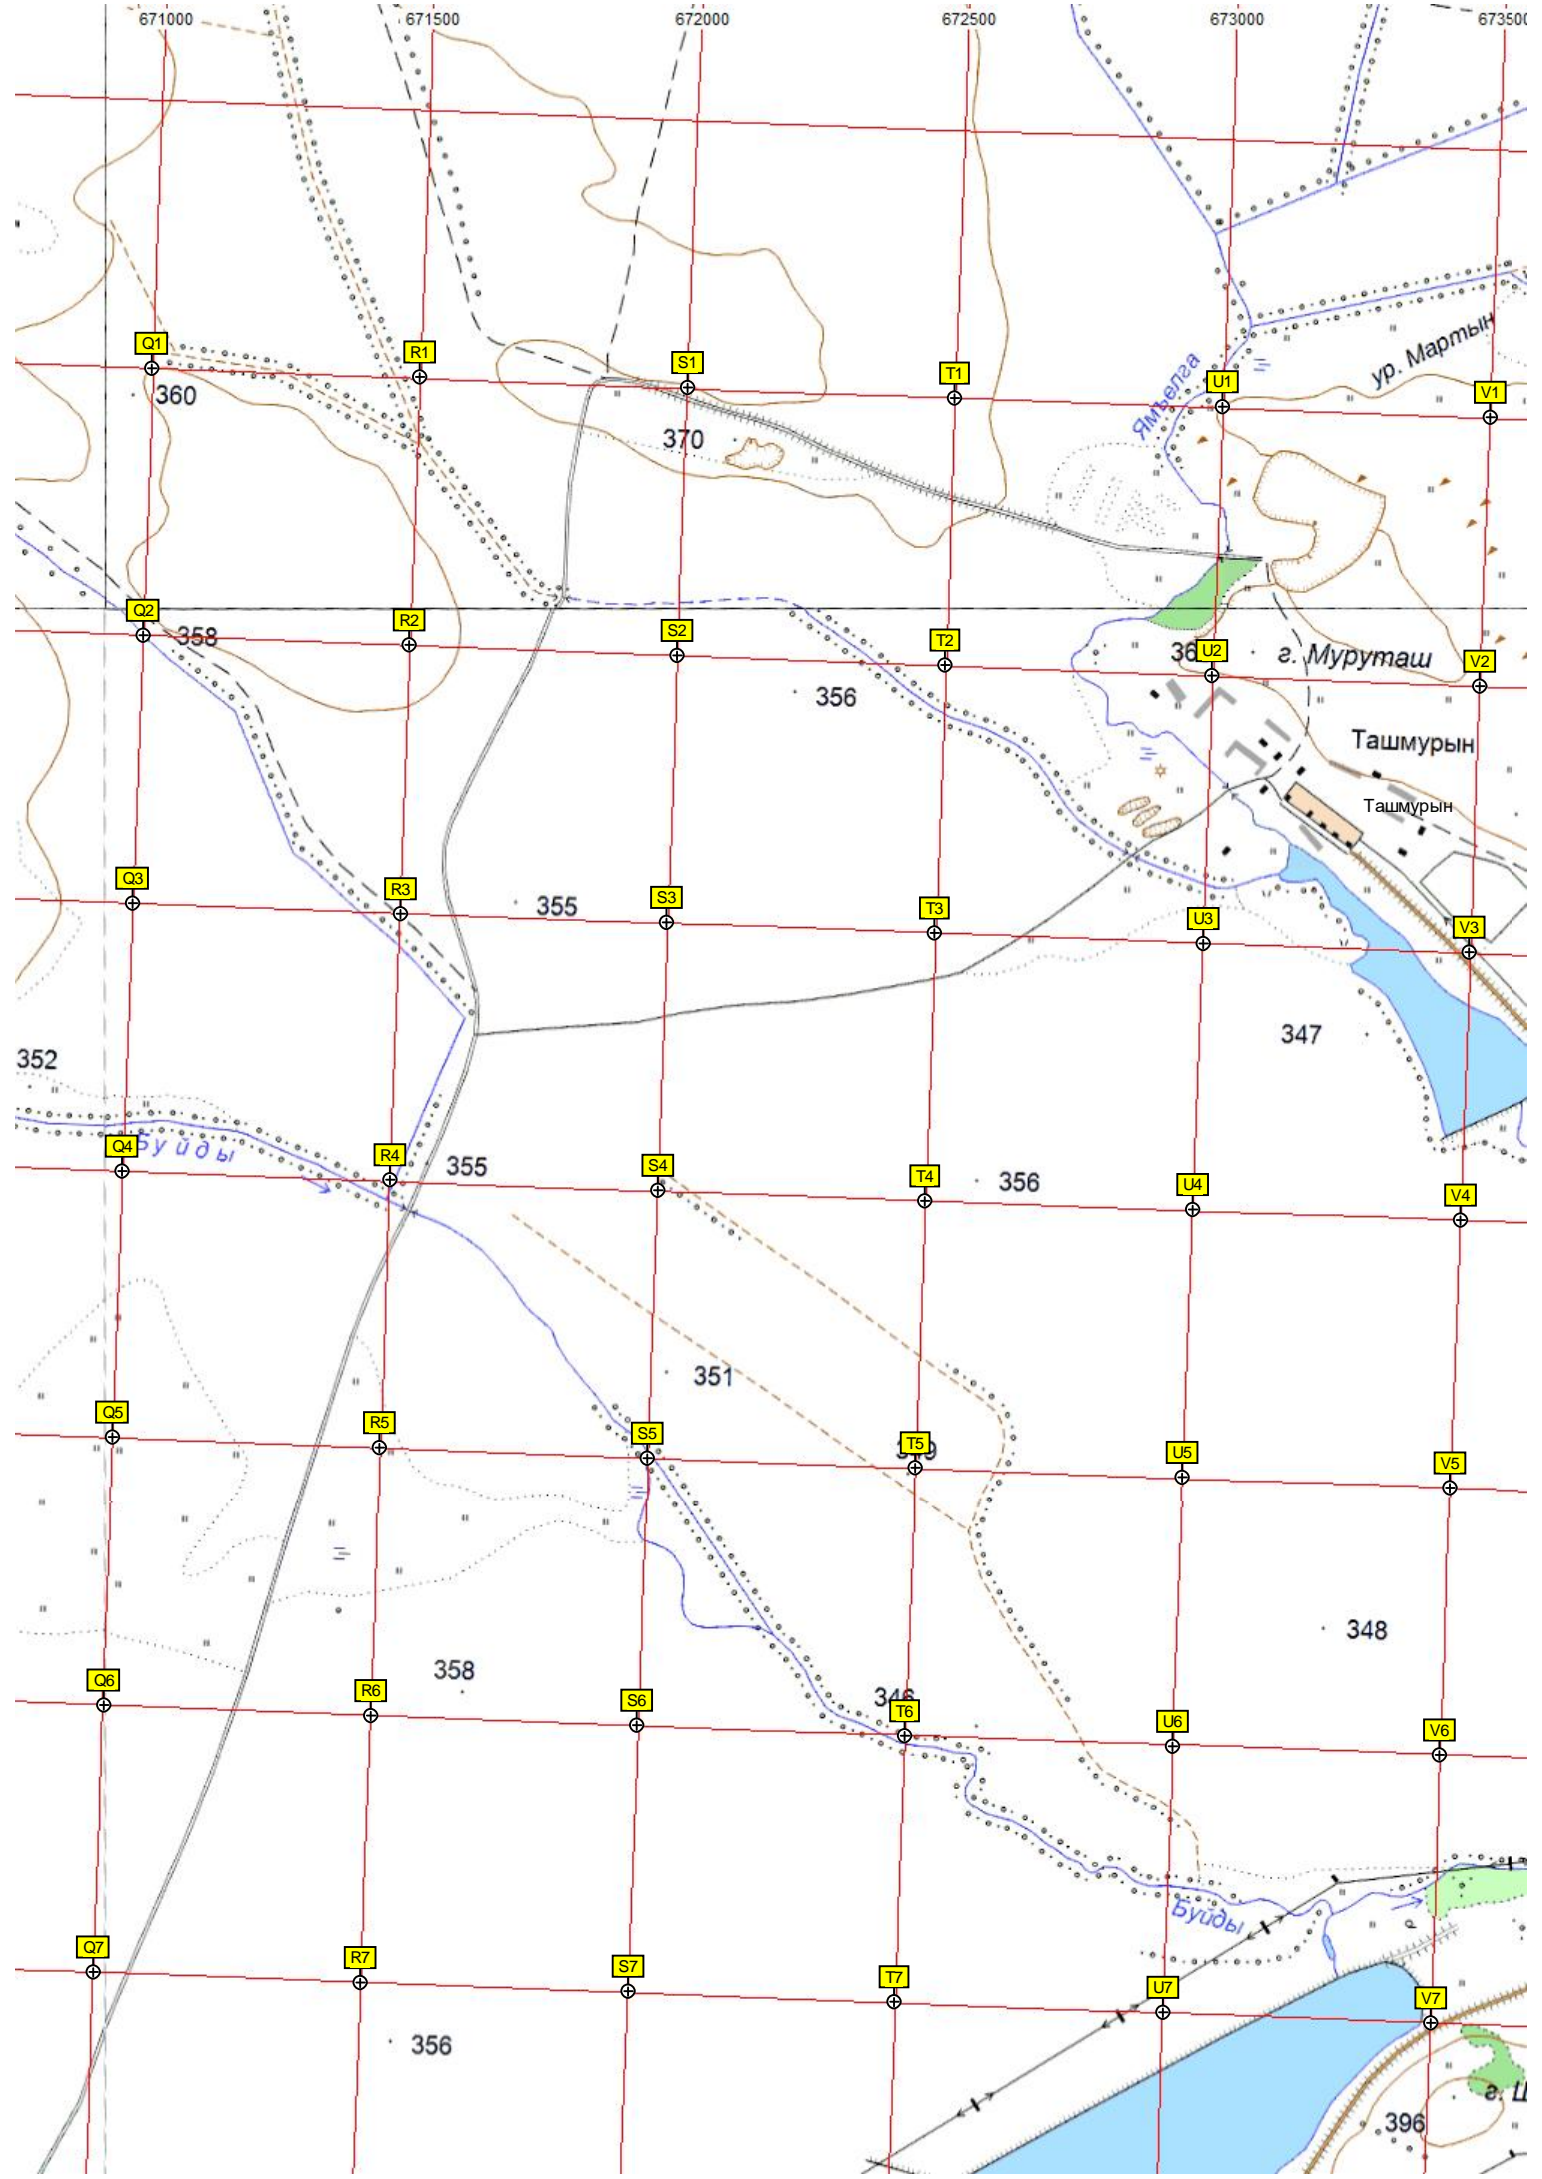 671000 671500 672000 672500 673000
ур. Мартын
Ямъелга
Q1 R1 S1 T1 U1 V1
360
370
Q2 R2 S2 T2 U2 V2
358
г. Муруташ
356
Ташмурын
Ташмурын
Q3 R3 S3 T3 U3 V3
355
347
352
Буйды
Q4 R4 S4 T4 U4 V4
355
356
351
Q5 R5 S5 T5 U5 V5
348
358
Q6 R6 S6 T6 U6 V6
Буйды
Q7 R7 S7 T7 U7 V7
356
396